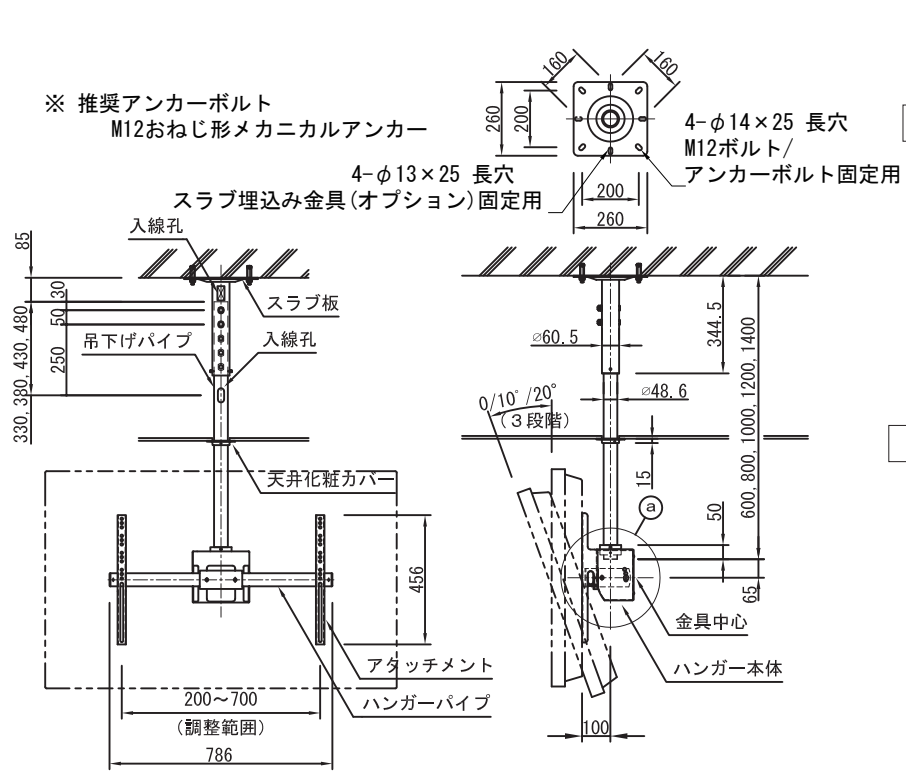 160
160
260
200
200
260
※ 推奨アンカーボルト
M12おねじ形メカニカルアンカー
4-φ14×25 長穴
M12ボルト/
アンカーボルト固定用
4-φ13×25 長穴
スラブ埋込み金具(オプション)固定用
入線孔
85
30
50
250
330, 380, 430, 480
スラブ板
吊下げパイプ
入線孔
天井化粧カバー
456
アタッチメント
ハンガーパイプ
200～700
(調整範囲)
786
⌀60.5
344.5
⌀48.6
0/10°/20°
(３段階)
15
600, 800, 1000, 1200, 1400
50
ⓐ
65
金具中心
ハンガー本体
100